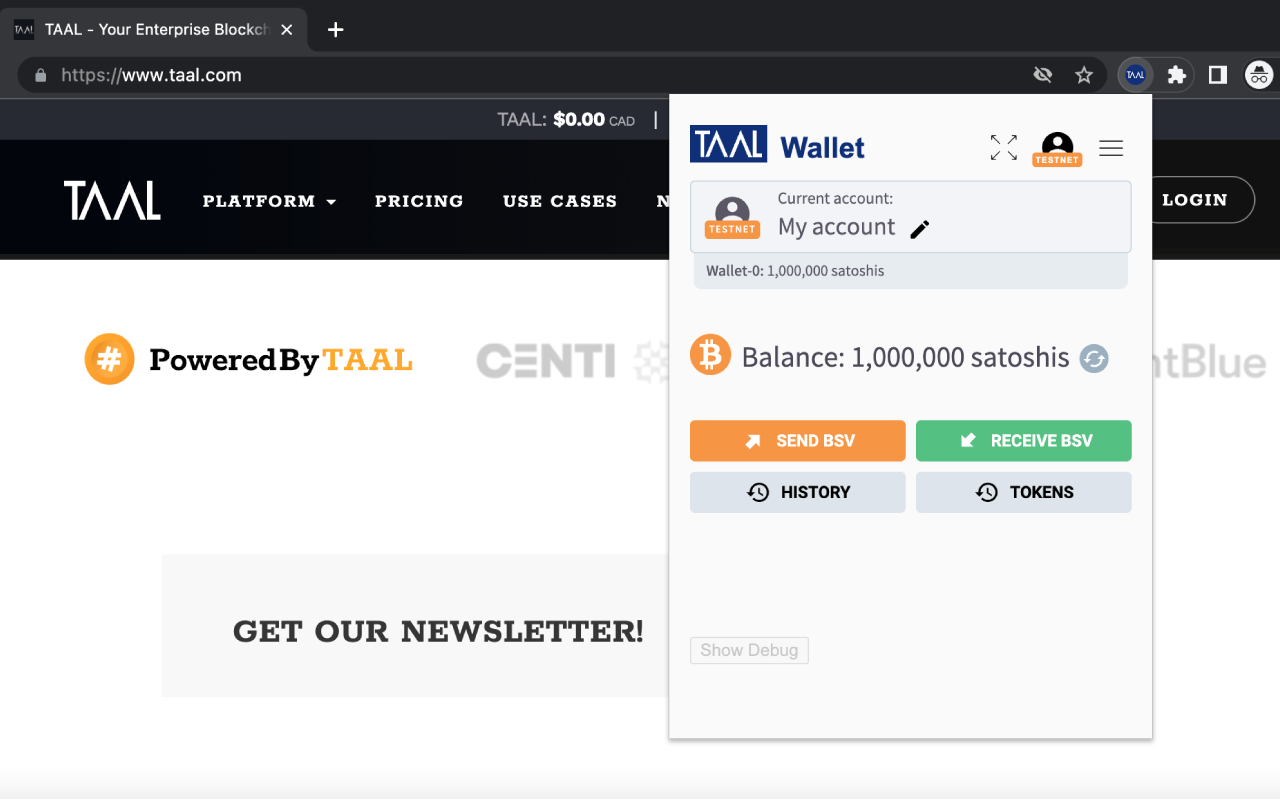 TAAL
TAAL - Your Enterprise Blockch
https://www.taal.com
TAAL
TAAL: $0.00 CAD |
TAAL
PLATFORM
PRICING
USE CASES
N
LOGIN
TAAL Wallet
TESTNET
TESTNET
Current account:
My account
Wallet-0: 1,000,000 satoshis
# PoweredByTAAL
CENTI
ntBlue
Balance: 1,000,000 satoshis
SEND BSV
RECEIVE BSV
HISTORY
TOKENS
GET OUR NEWSLETTER!
Show Debug